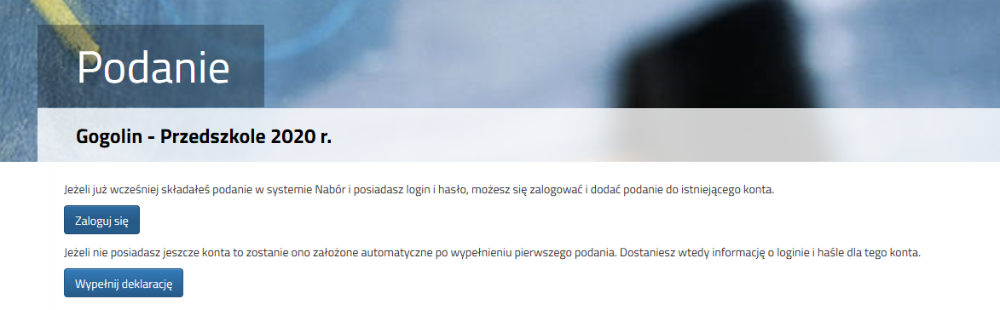 Podanie
Gogolin - Przedszkole 2020 r.
Jeżeli już wcześniej składałeś podanie w systemie Nabór i posiadasz login i hasło, możesz się zalogować i dodać podanie do istniejącego konta.
Zaloguj się
Jeżeli nie posiadasz jeszcze konta to zostanie ono założone automatyczne po wypełnieniu pierwszego podania. Dostaniesz wtedy informację o loginie i haśle dla tego konta.
Wypełnij deklarację